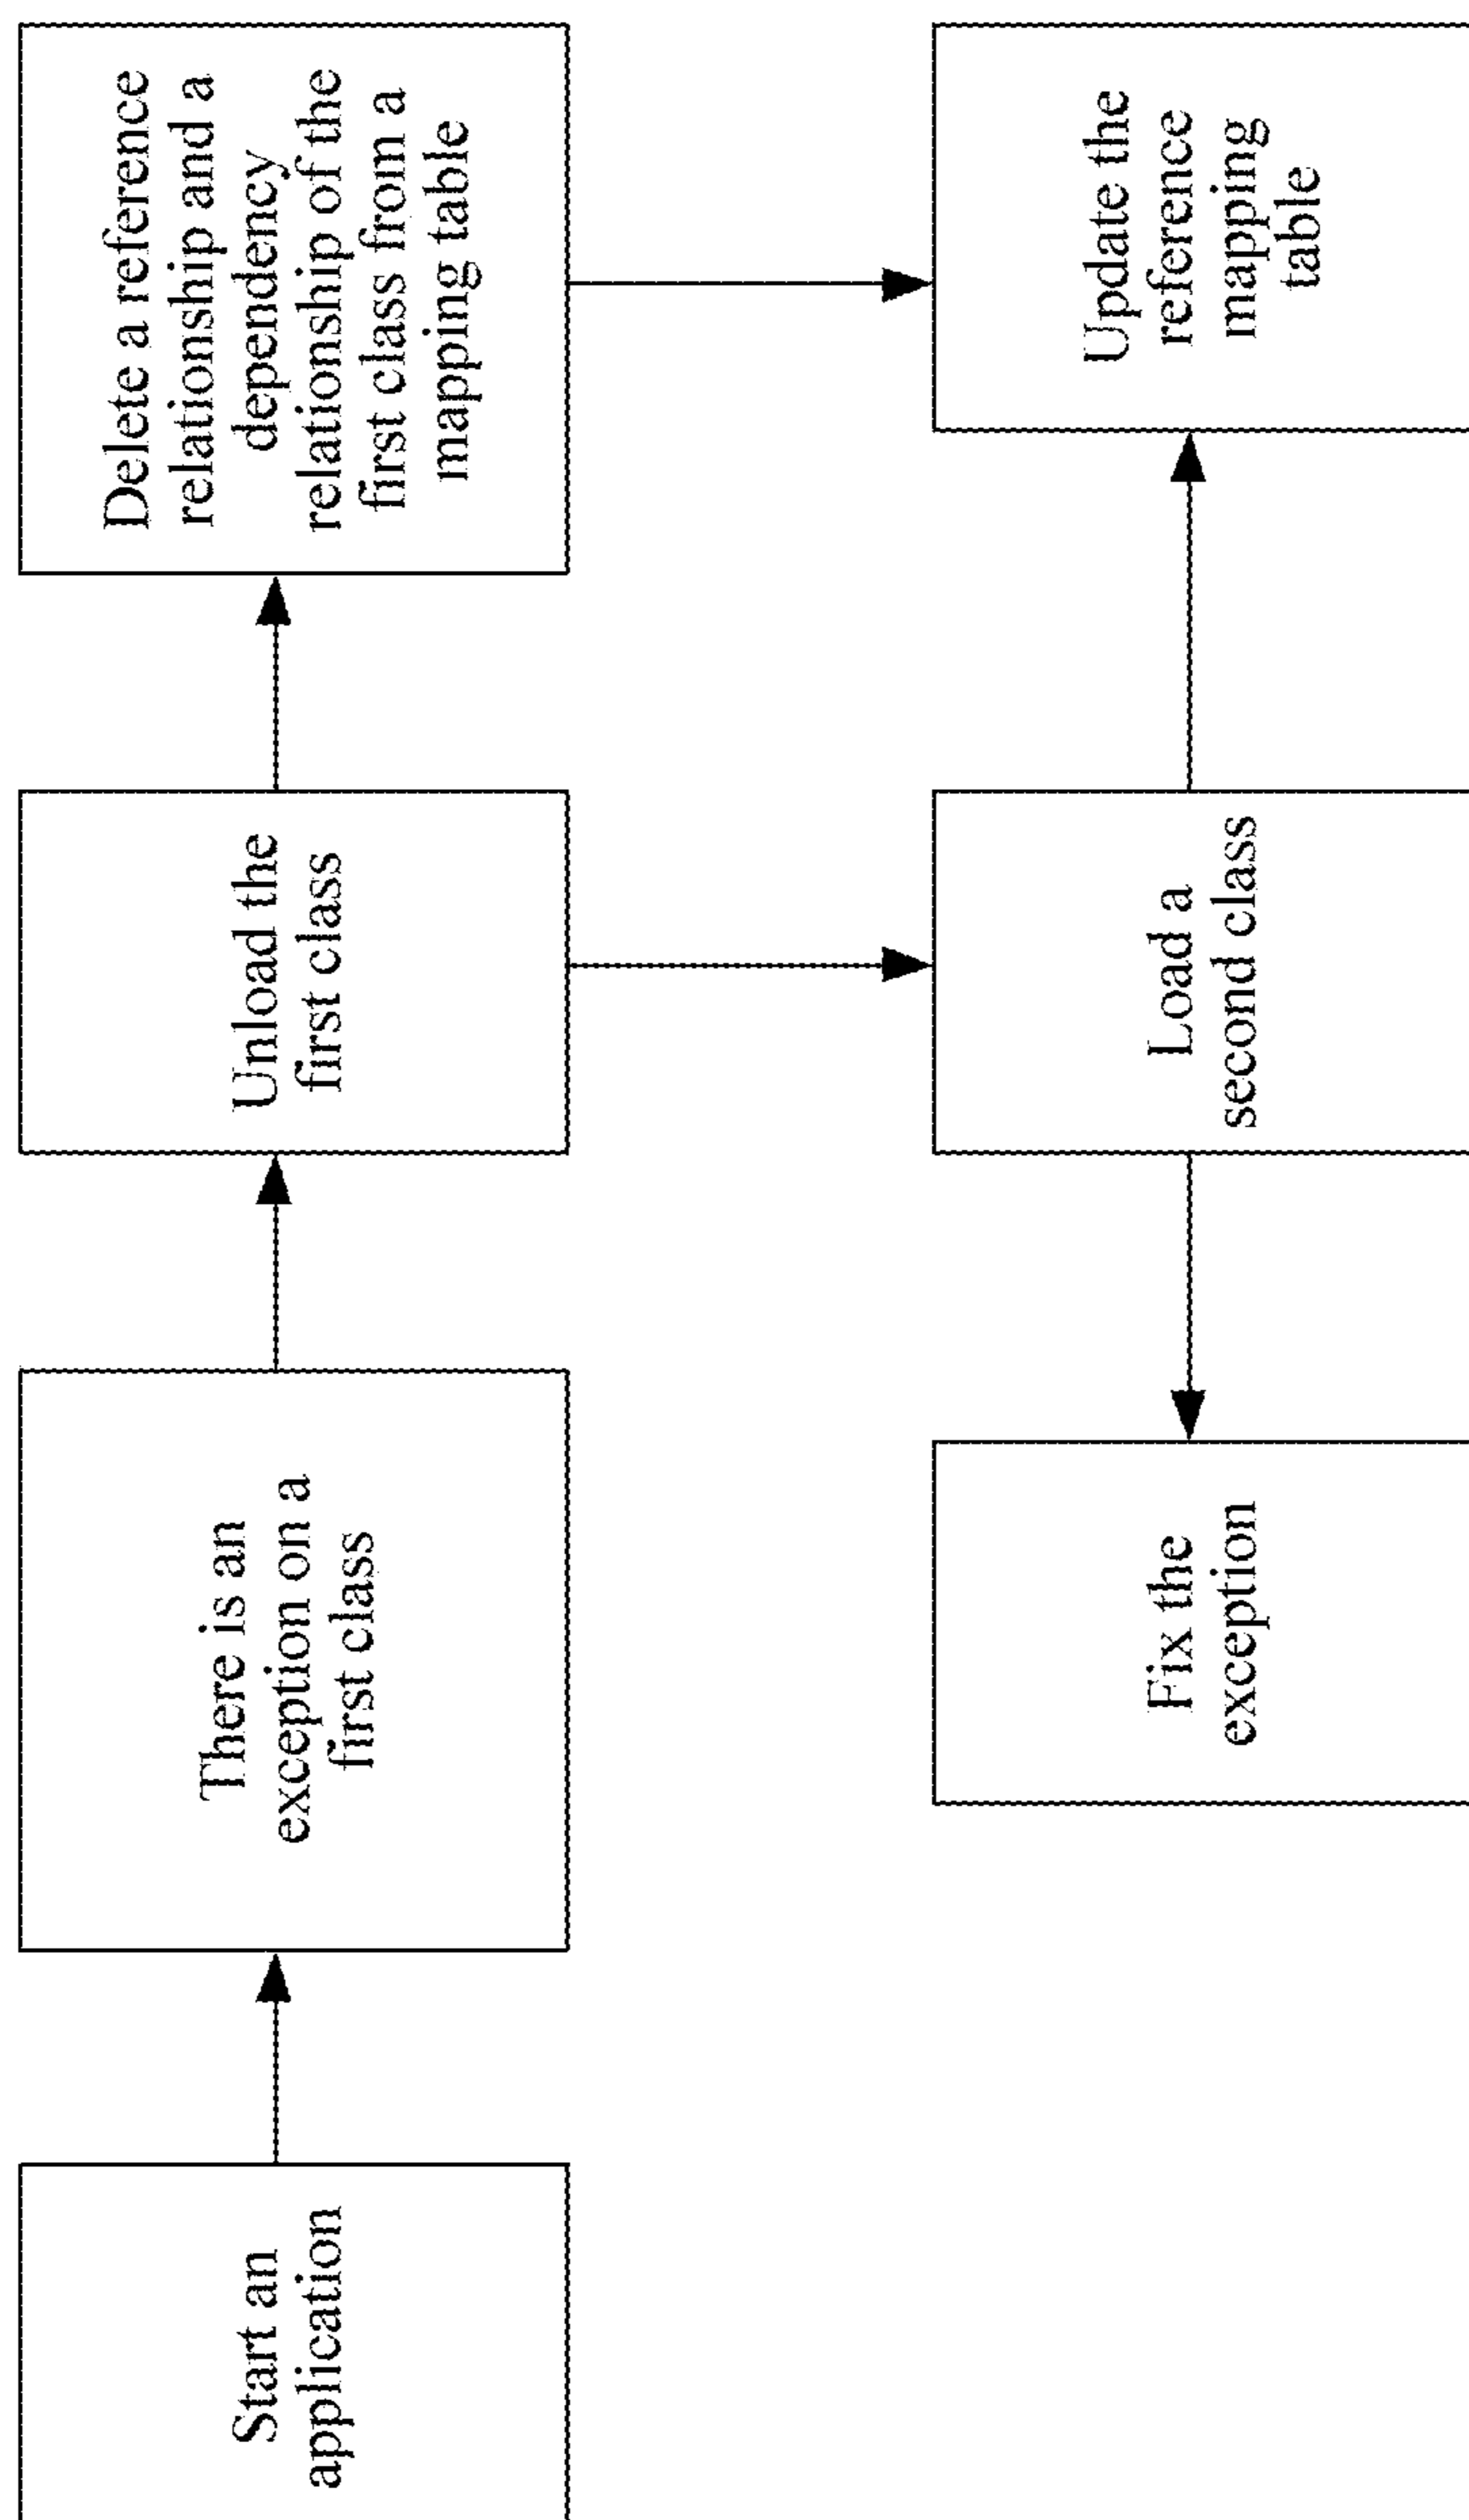 Start an
application
There is an
exception on a
first class
Unload the
first class
Delete a reference
relationship and a
dependency
relationship of the
first class from a
mapping table
Fix the
exception
Load a
second class
Update the
reference
mapping
table